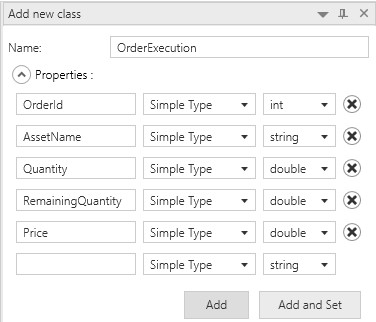 Add new class
Name: OrderExecution
Properties :
OrderId Simple Type int
AssetName Simple Type string
Quantity Simple Type double
RemainingQuantity Simple Type double
Price Simple Type double
Simple Type string
Add Add and Set